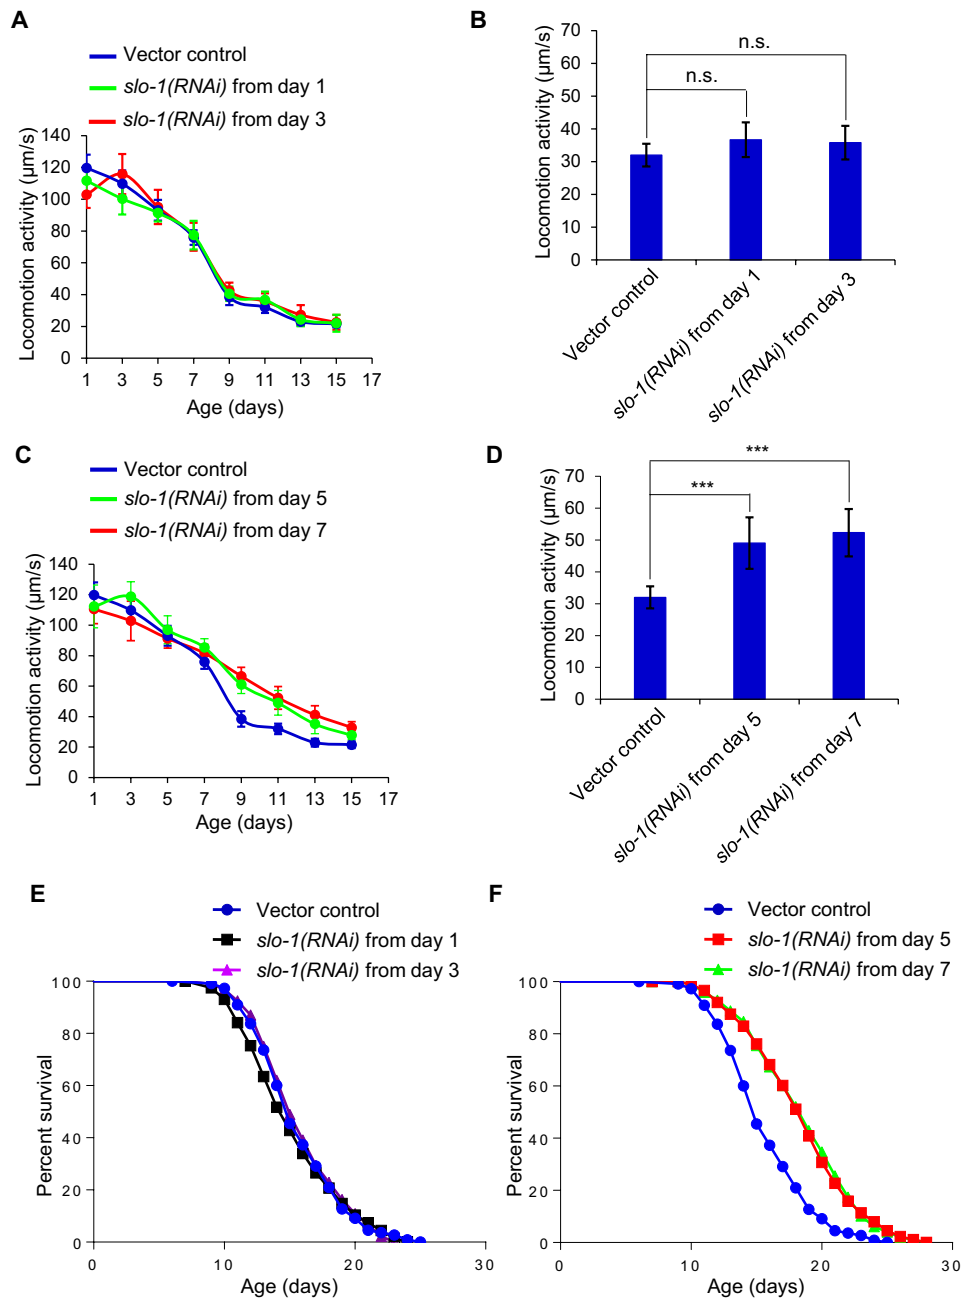 A
Vector control
slo-1(RNAi) from day 1
slo-1(RNAi) from day 3
Locomotion activity (μm/s)
140
120
100
80
60
40
20
0
1 3 5 7 9 11 13 15 17
Age (days)
B
Locomotion activity (μm/s)
70
60
50
40
30
20
10
0
n.s.
n.s.
Vector control
slo-1(RNAi) from day 1
slo-1(RNAi) from day 3
C
Vector control
slo-1(RNAi) from day 5
slo-1(RNAi) from day 7
Locomotion activity (μm/s)
140
120
100
80
60
40
20
0
1 3 5 7 9 11 13 15 17
Age (days)
D
Locomotion activity (μm/s)
70
60
50
40
30
20
10
0
***
***
Vector control
slo-1(RNAi) from day 5
slo-1(RNAi) from day 7
E
Vector control
slo-1(RNAi) from day 1
slo-1(RNAi) from day 3
Percent survival
100
80
60
40
20
0
0 10 20 30
Age (days)
F
Vector control
slo-1(RNAi) from day 5
slo-1(RNAi) from day 7
Percent survival
100
80
60
40
20
0
0 10 20 30
Age (days)